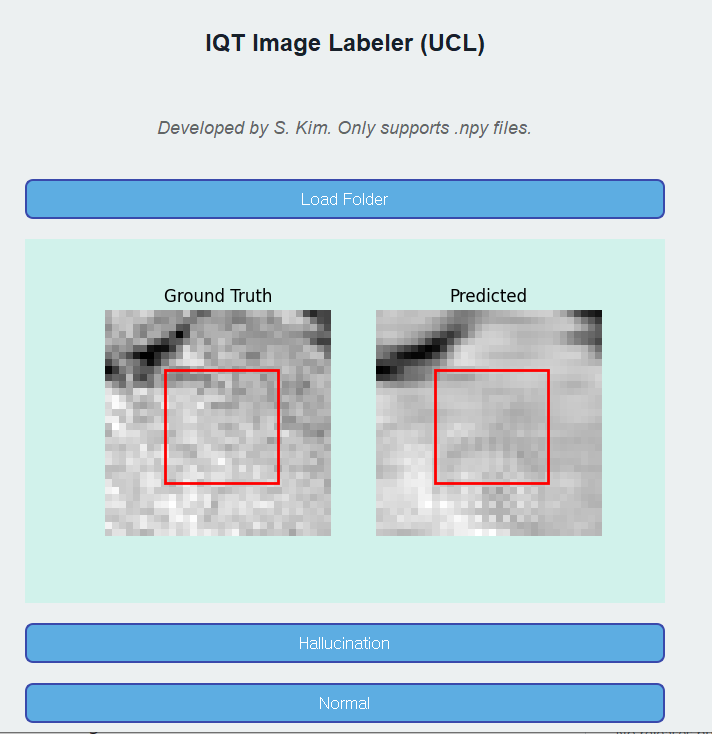 IQT Image Labeler (UCL)
Developed by S. Kim. Only supports .npy files.
Load Folder
Ground Truth
Predicted
Hallucination
Normal